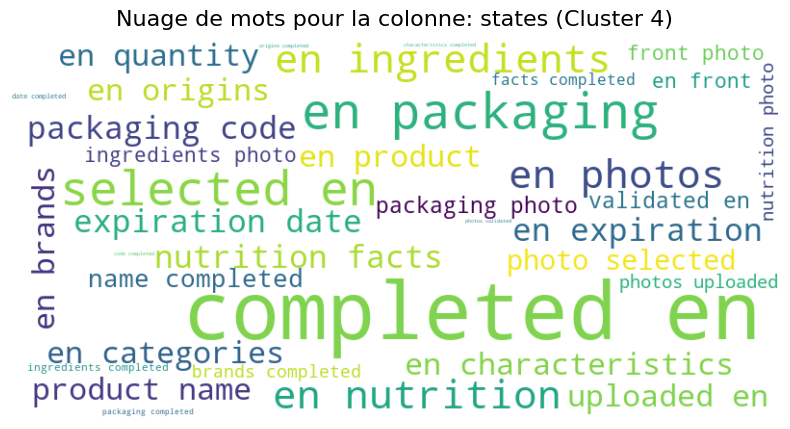 Nuage de mots pour la colonne: states (Cluster 4)
en quantity
origins completed
en ingredients
characteristics completed
front photo
facts completed
en front
date completed
en origins
en packaging
nutrition photo
packaging code
ingredients photo
en product
en photos
selected en
packaging photo
validated en
en brands
expiration date
photos validated
en expiration
code completed
nutrition facts
photo selected
name completed
completed en
photos uploaded
en categories
ingredients completed
brands completed
en characteristics
product name
en nutrition
uploaded en
packaging completed